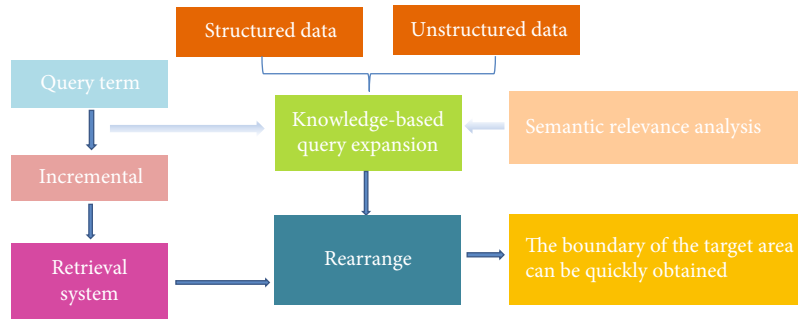 Structured data
Unstructured data
Query term
Knowledge-based
query expansion
Semantic relevance analysis
Incremental
Retrieval
system
Rearrange
The boundary of the target area
can be quickly obtained